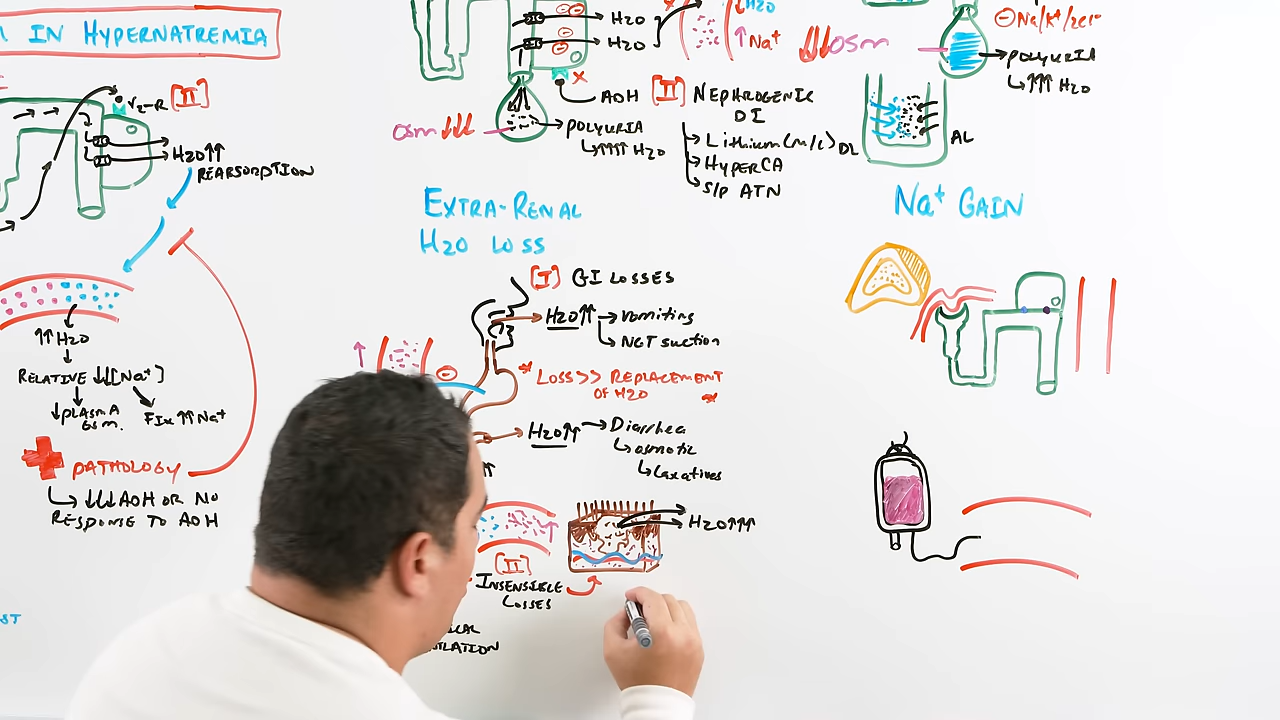 IN HYPERNATREMIA
V2-R [II]
H2O↑↑
REABSORPTION
↑↑H2O
RELATIVE ↓↓[Na+]
↓PLASMA
OSM.
FIX ↑↑Na+
PATHOLOGY
↳ ↓↓↓ADH OR NO
RESPONSE TO ADH
H2O
H2O
↓H2O
↑Na+
ADH
OSM↓↓↓
POLYURIA
↳↑↑↑↑H2O
[II] NEPHROGENIC
DI
Lithium (m/c)
HYPERCA
S/P ATN
↓↓OSM
⊖Na/K+/2Cl-
POLYURIA
↳↑↑↑H2O
DL
AL
EXTRA-RENAL
H2O LOSS
[I] GI LOSSES
H2O↑↑ → Vomiting
↳ NGT SUCTION
* LOSS >> REPLACEMENT
OF H2O *
H2O↑↑ → Diarrhea
↳ osmotic
↳ Laxatives
H2O↑↑↑
[II]
INSENSIBLE
LOSSES
Na+ GAIN